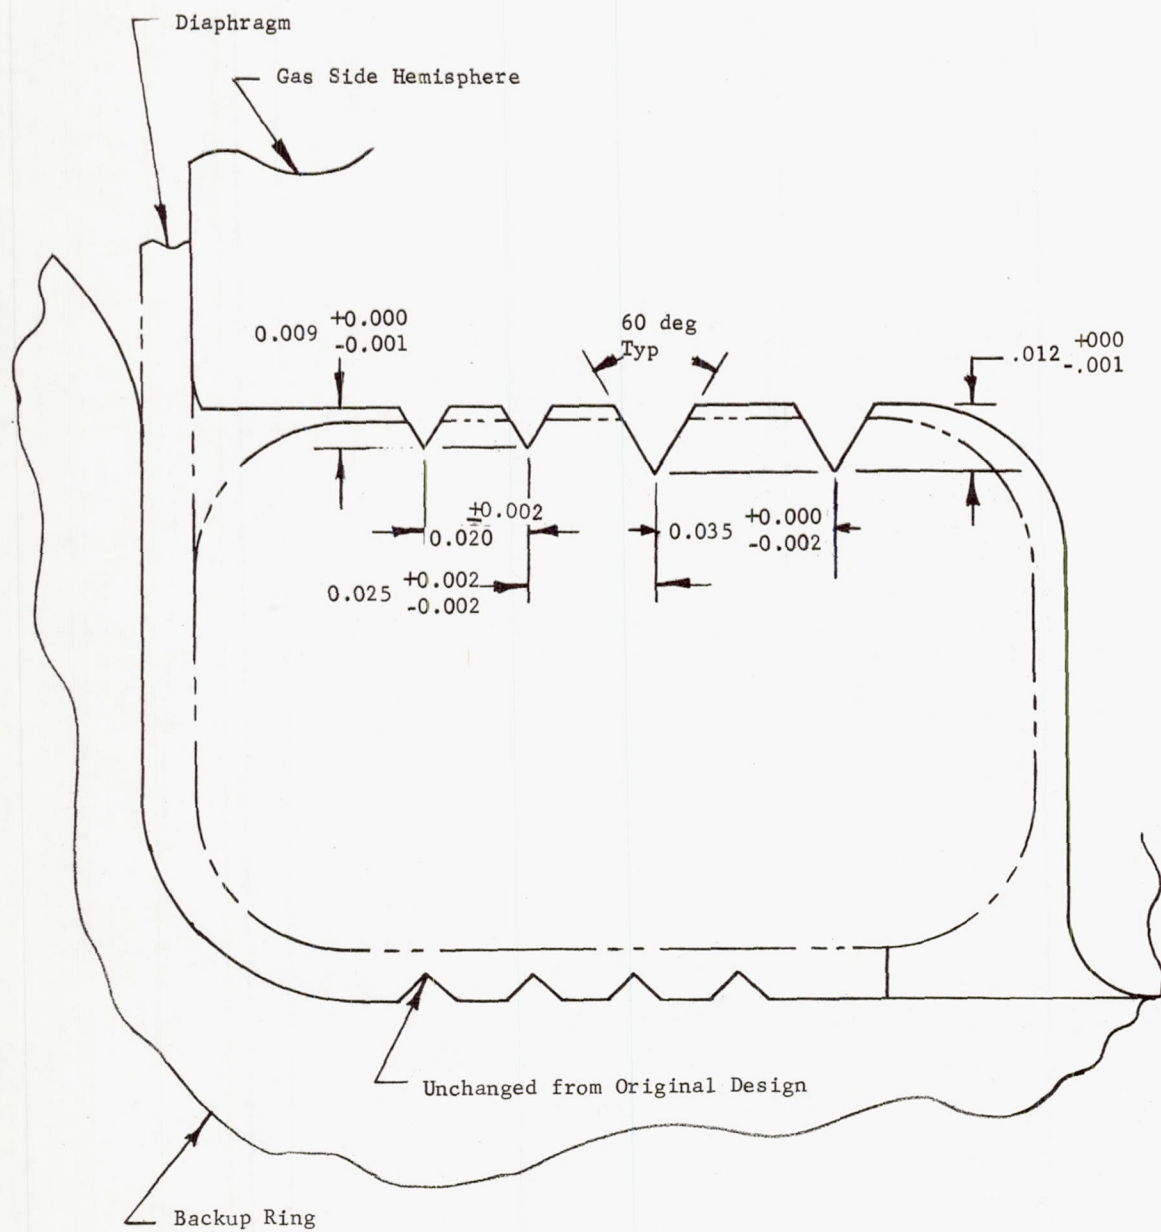 Diaphragm
Gas Side Hemisphere
0.009 +0.000
-0.001
60 deg
Typ
.012 +000
-.001
+0.002
-
0.020
0.035 +0.000
-0.002
0.025 +0.002
-0.002
Unchanged from Original Design
Backup Ring